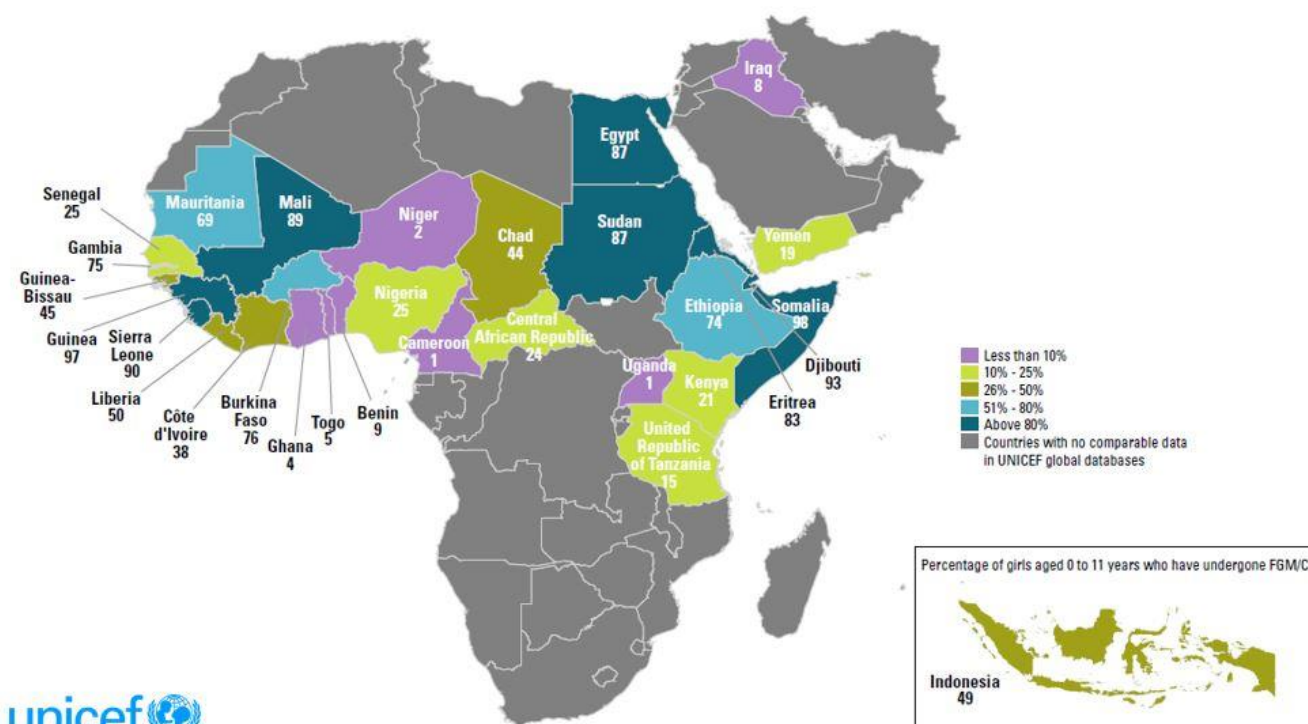 Iraq
8
Egypt
87
Senegal
25
Mauritania
69
Mali
89
Niger
2
Chad
44
Sudan
87
Yemen
19
Gambia
75
Guinea-
Bissau
45
Guinea
97
Sierra
Leone
90
Liberia
50
Côte
d'Ivoire
38
Burkina
Faso
76
Ghana
4
Togo
5
Benin
9
Nigeria
25
Cameroon
1
Central
African Republic
24
Ethiopia
74
Somalia
98
Uganda
1
Kenya
21
Djibouti
93
Eritrea
83
United
Republic
of Tanzania
15
Less than 10%
10% - 25%
26% - 50%
51% - 80%
Above 80%
Countries with no comparable data
in UNICEF global databases
Percentage of girls aged 0 to 11 years who have undergone FGM/C
Indonesia
49
unicef